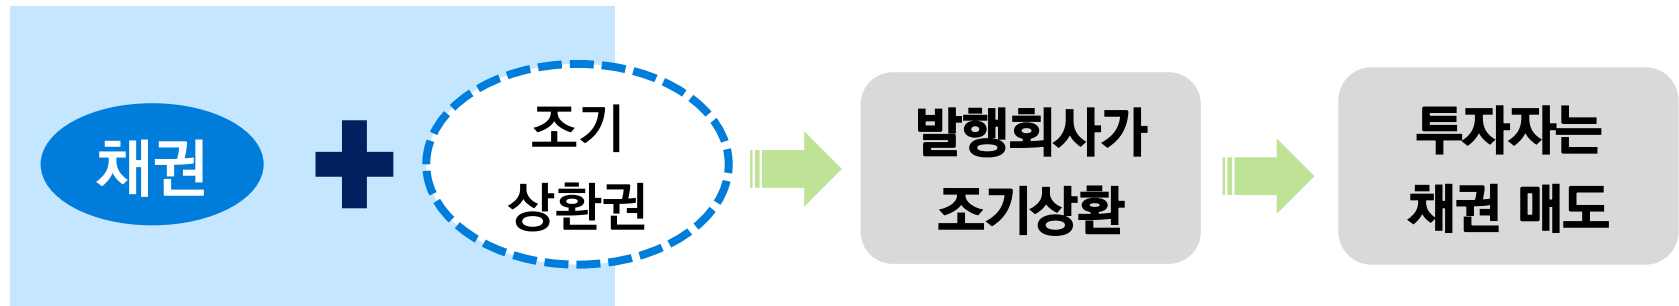 채권
조기
상환권
발행회사가
조기상환
투자자는
채권 매도